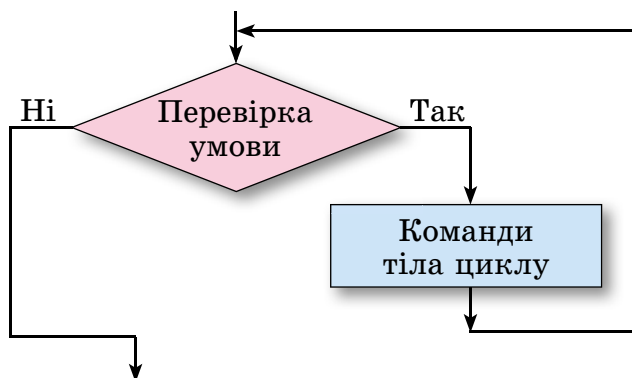 Ні
Перевірка
умови
Так
Команди
тіла циклу